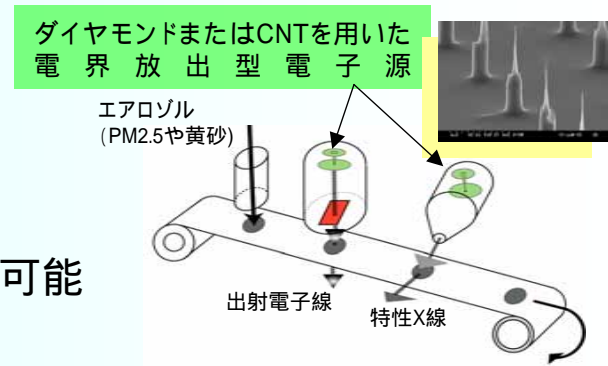 ダイヤモンドまたはCNTを用いた
電界放出型電子源
エアロゾル
(PM2.5や黄砂)
可能
出射電子線
特性X線